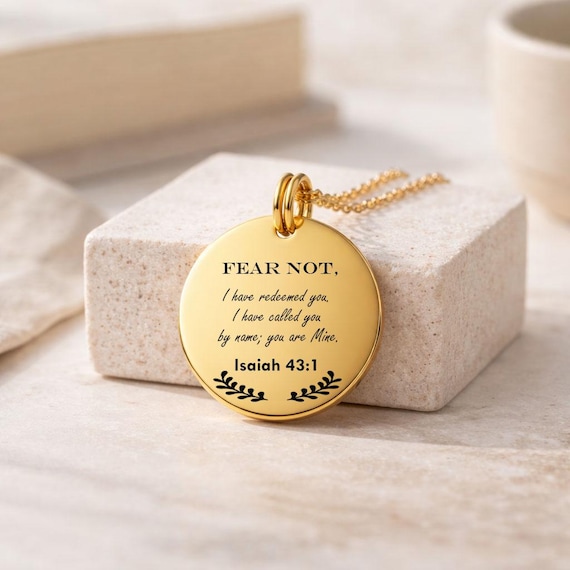 FEAR NOT,
I have redeemed you,
I have called you
by name; you are Mine.
Isaiah 43:1